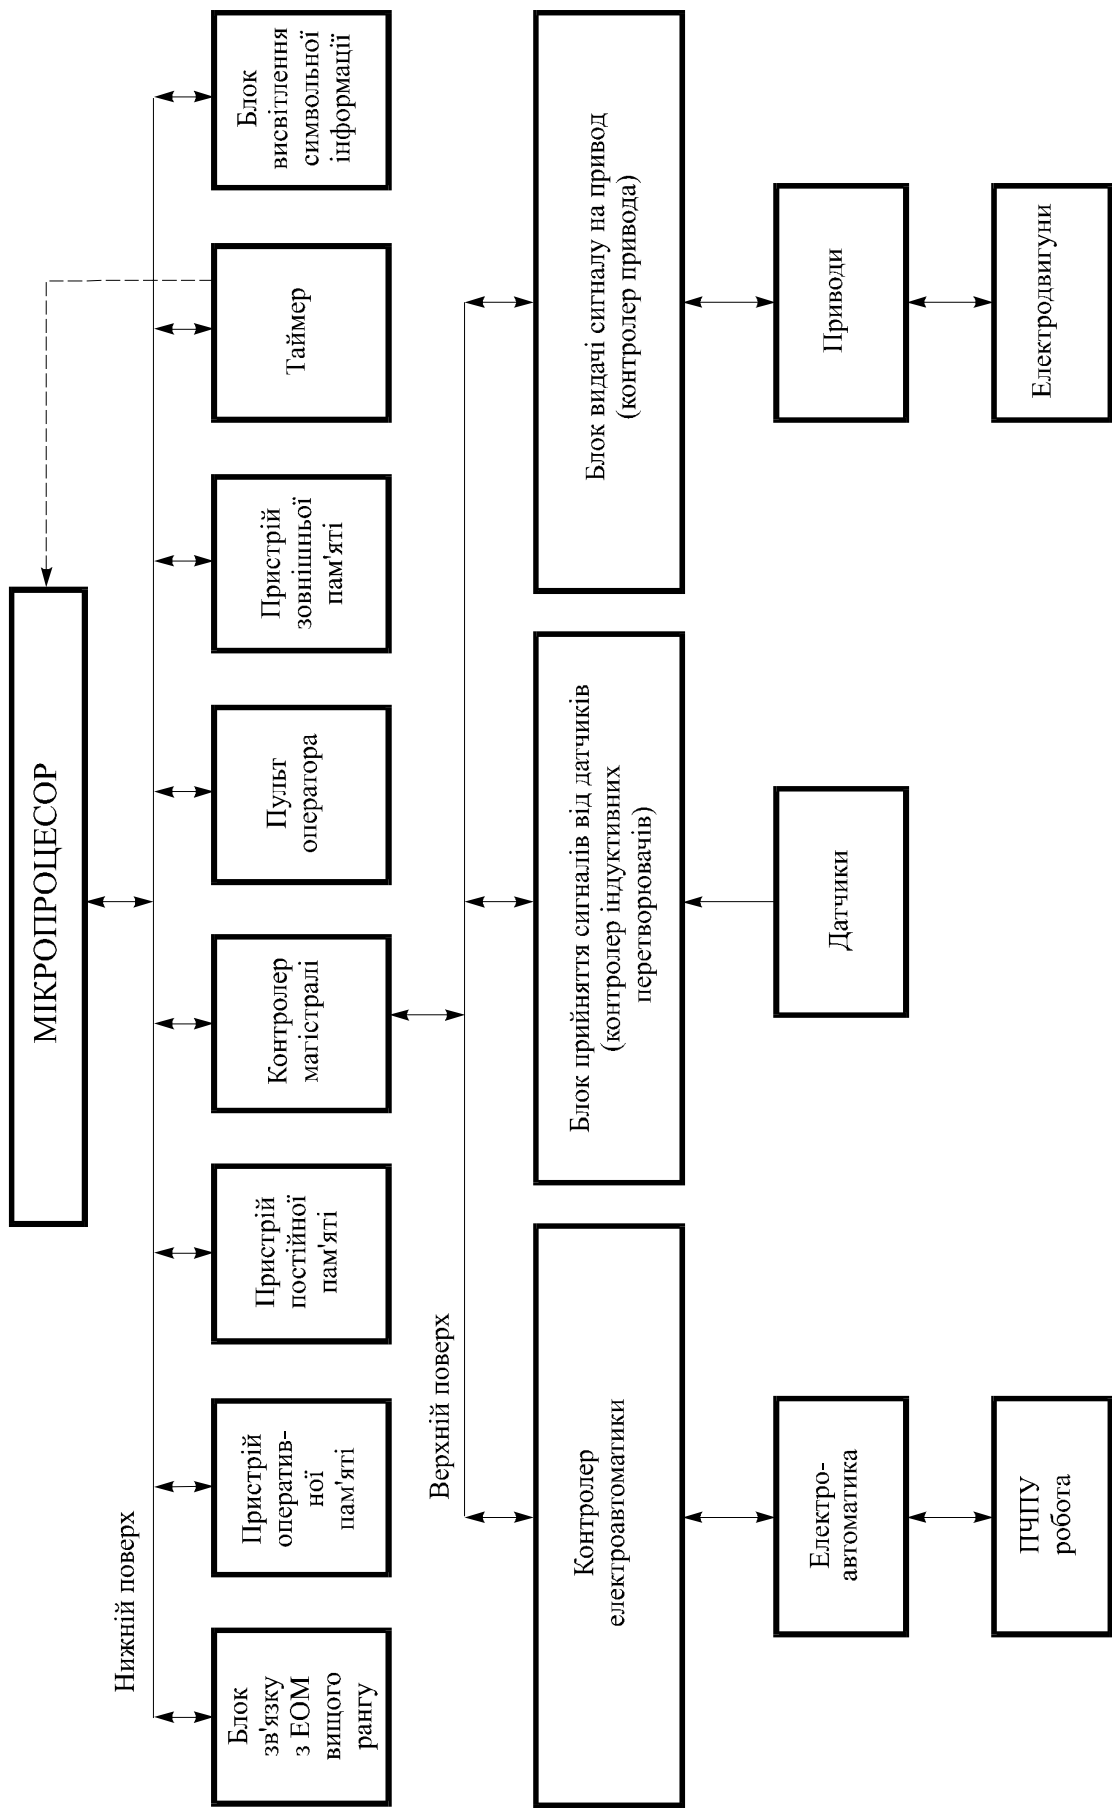 МІКРОПРОЦЕСОР
Нижній поверх
Блок
зв'язку
з ЕОМ
вищого
рангу
Пристрій
оператив-
ної
пам'яті
Пристрій
постійної
пам'яті
Контролер
магістралі
Пульт
оператора
Пристрій
зовнішньої
пам'яті
Таймер
Блок
висвітлення
символьної
інформації
Верхній поверх
Контролер
електроавтоматики
Блок прийняття сигналів від датчиків
(контролер індуктивних
перетворювачів)
Блок видачі сигналу на привод
(контролер привода)
Електро-
автоматика
Датчики
Приводи
ПЧПУ
робота
Електродвигуни